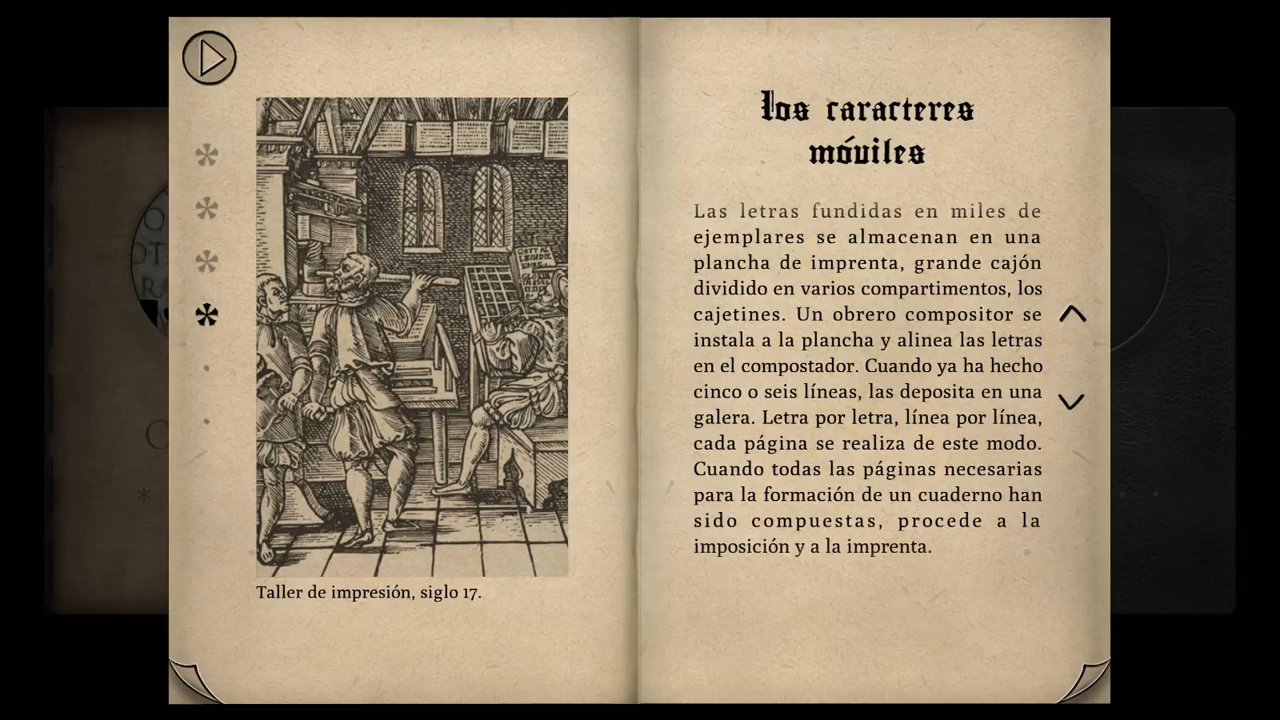 Taller de impresión, siglo 17.
los caracteres
móviles
Las letras fundidas en miles de
ejemplares se almacenan en una
plancha de imprenta, grande cajón
dividido en varios compartimentos, los
cajetines. Un obrero compositor se
instala a la plancha y alinea las letras
en el compostador. Cuando ya ha hecho
cinco o seis líneas, las deposita en una
galera. Letra por letra, línea por línea,
cada página se realiza de este modo.
Cuando todas las páginas necesarias
para la formación de un cuaderno han
sido compuestas, procede a la
imposición y a la imprenta.